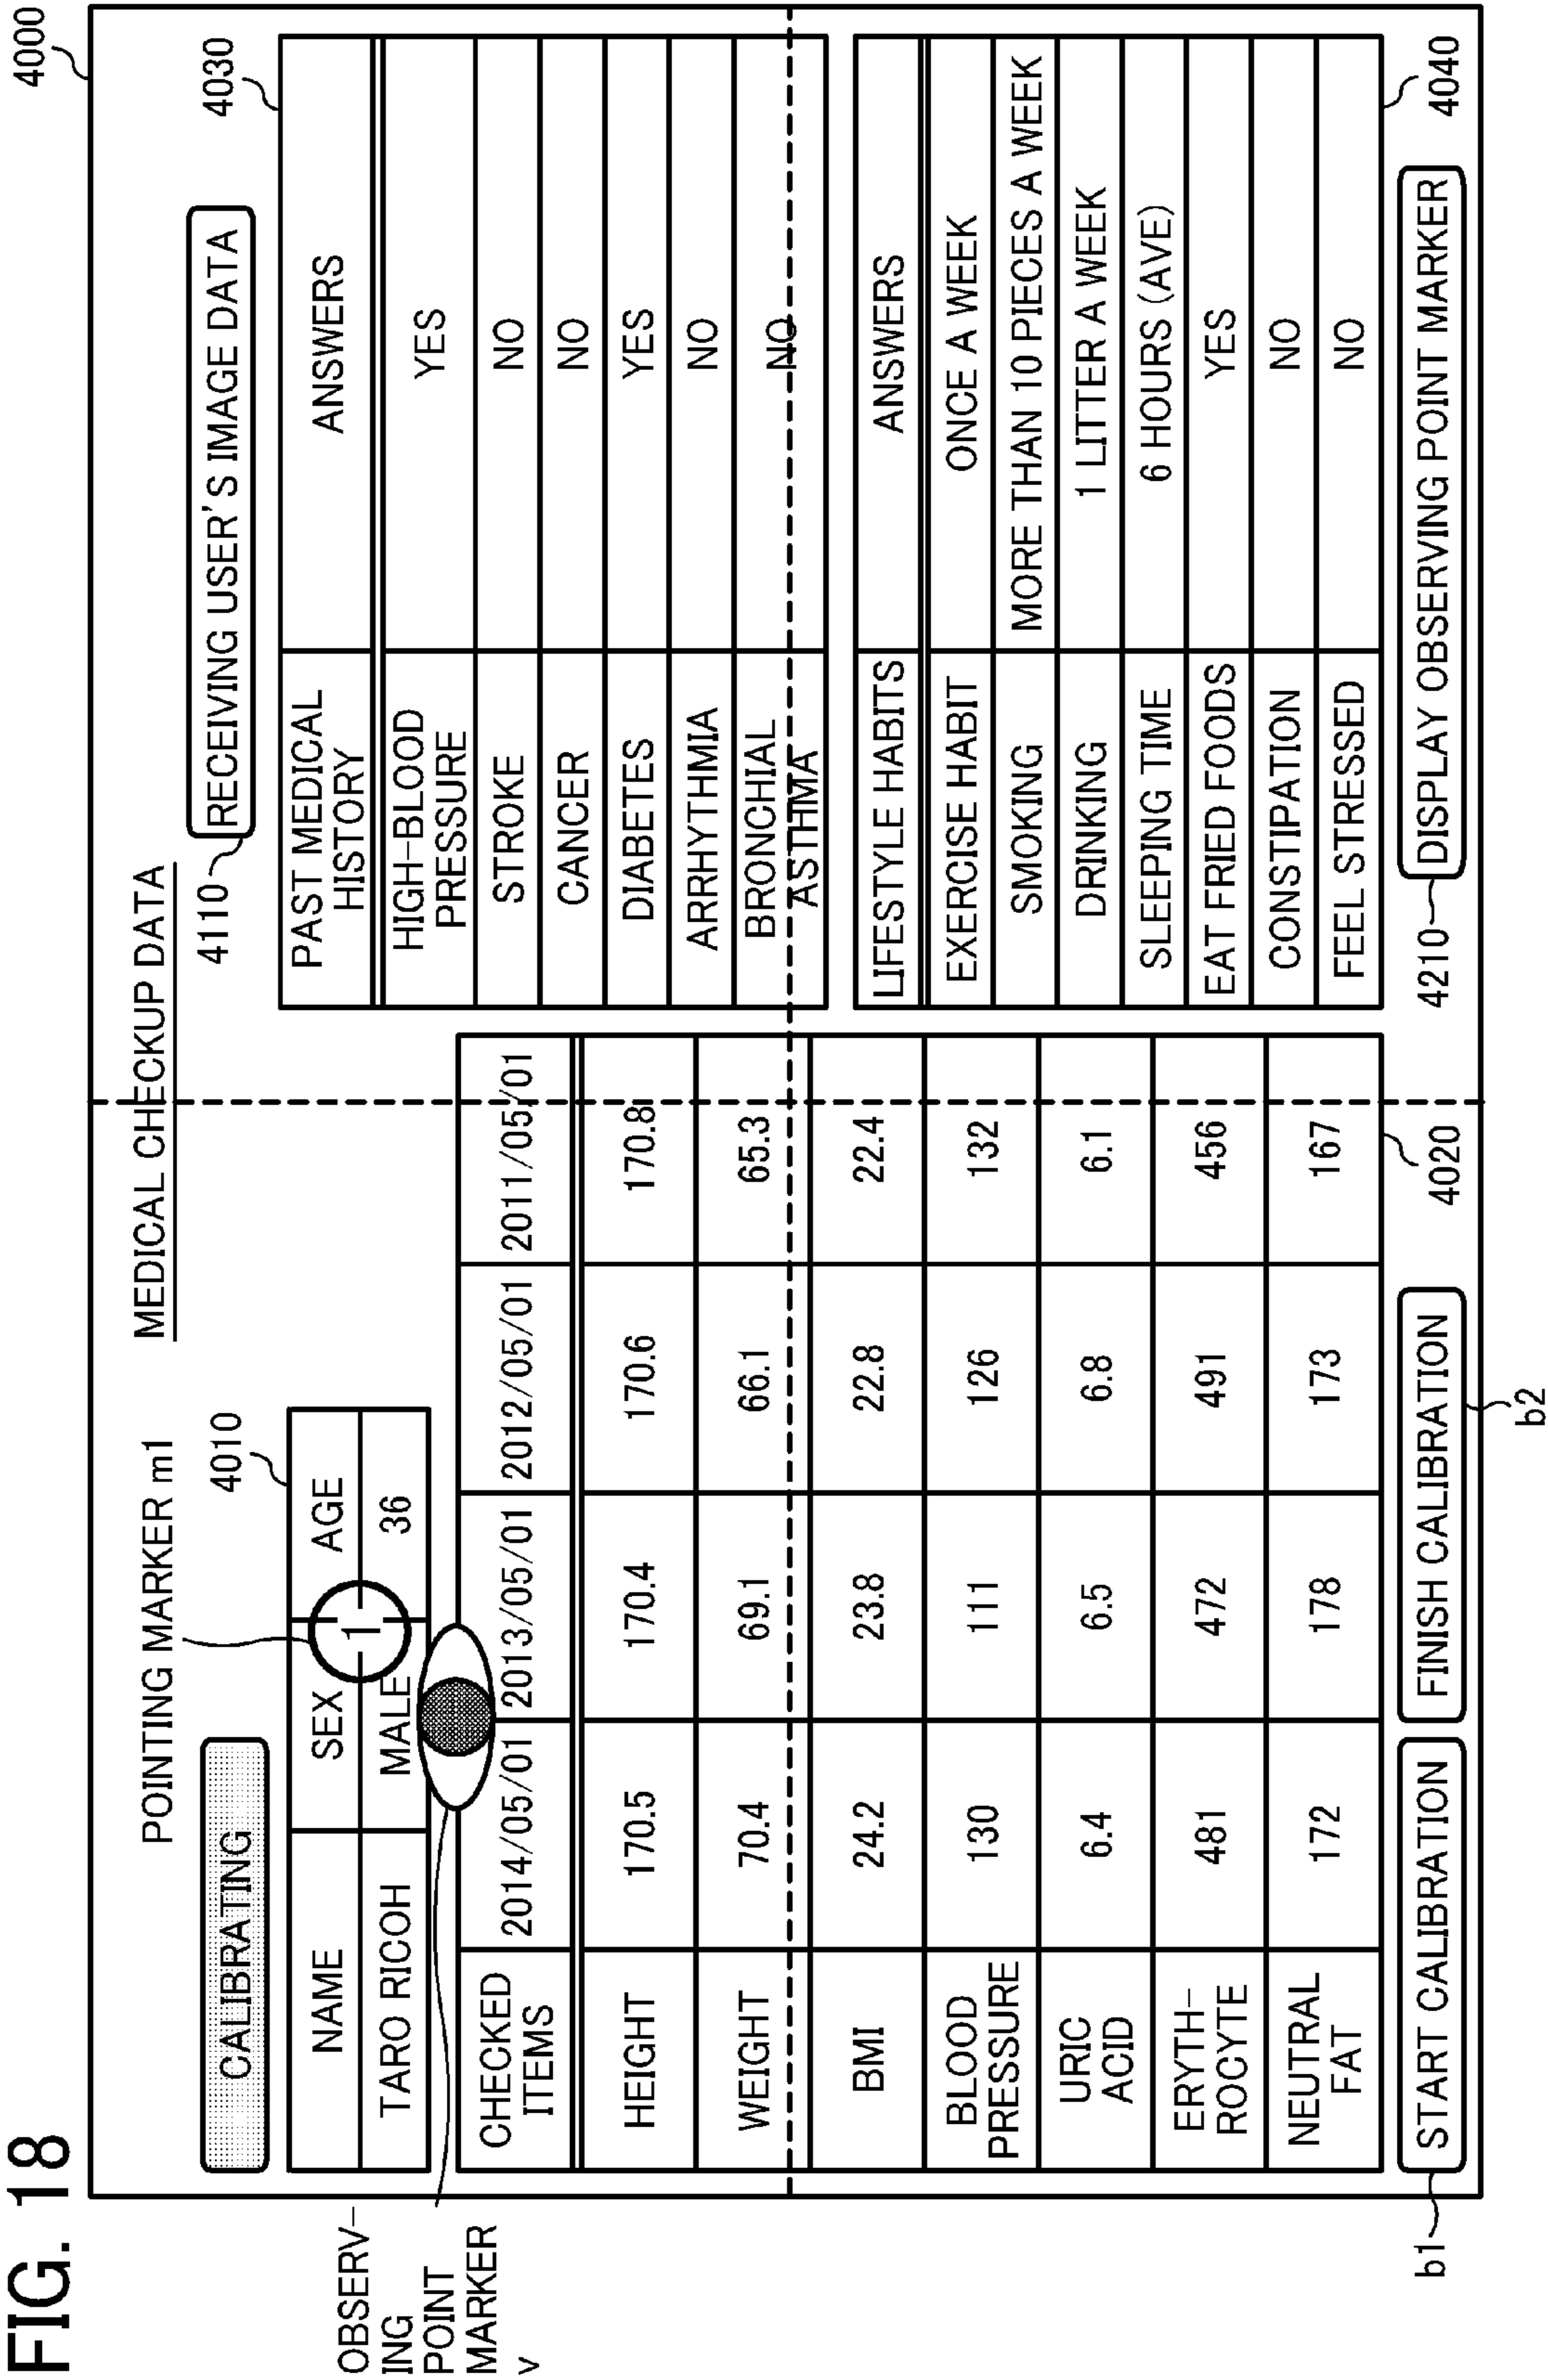 FIG. 18
4000
MEDICAL CHECKUP DATA
POINTING MARKER m1
CALIBRATING
4010
4110
RECEIVING USER'S IMAGE DATA
4030
NAME SEX AGE
TARO RICOH MALE 36
1
OBSERV-
ING
POINT
MARKER
v
CHECKED
ITEMS
2014/05/01 2013/05/01 2012/05/01 2011/05/01
HEIGHT 170.5 170.4 170.6 170.8
WEIGHT 70.4 69.1 66.1 65.3
BMI 24.2 23.8 22.8 22.4
BLOOD
PRESSURE
130 111 126 132
URIC
ACID
6.4 6.5 6.8 6.1
ERYTH-
ROCYTE
481 472 491 456
NEUTRAL
FAT
172 178 173 167
PAST MEDICAL
HISTORY
ANSWERS
HIGH-BLOOD
PRESSURE
YES
STROKE NO
CANCER NO
DIABETES YES
ARRHYTHMIA NO
BRONCHIAL
ASTHMA
NO
LIFESTYLE HABITS ANSWERS
EXERCISE HABIT ONCE A WEEK
SMOKING MORE THAN 10 PIECES A WEEK
DRINKING 1 LITTER A WEEK
SLEEPING TIME 6 HOURS (AVE)
EAT FRIED FOODS YES
CONSTIPATION NO
FEEL STRESSED NO
START CALIBRATION
FINISH CALIBRATION
4020
4210
DISPLAY OBSERVING POINT MARKER
4040
b1
b2